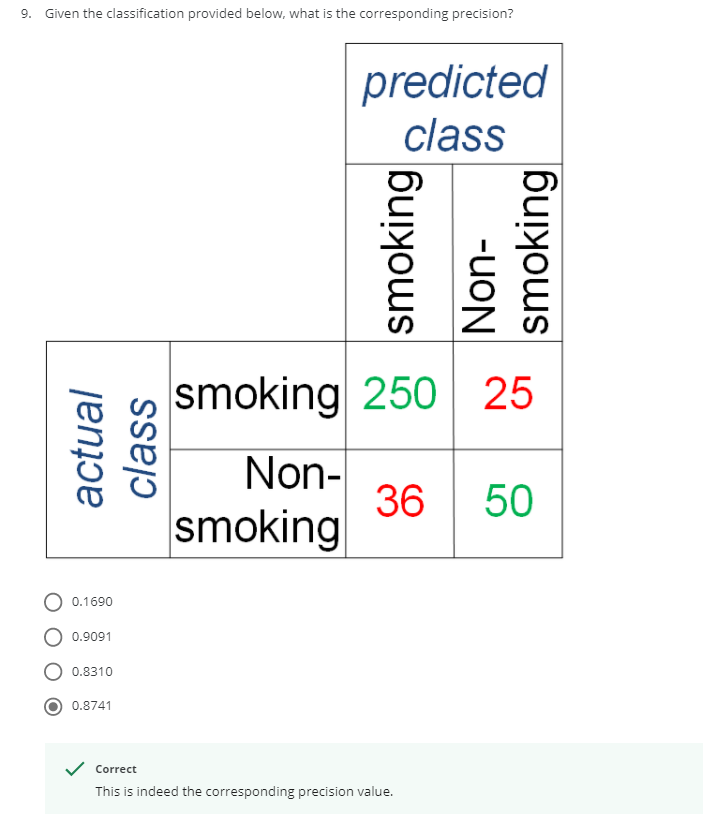 9. Given the classification provided below, what is the corresponding precision?
predicted
class
smoking
Non-
smoking
actual
class
smoking 250 25
Non-
smoking 36 50
0.1690
0.9091
0.8310
0.8741
Correct
This is indeed the corresponding precision value.